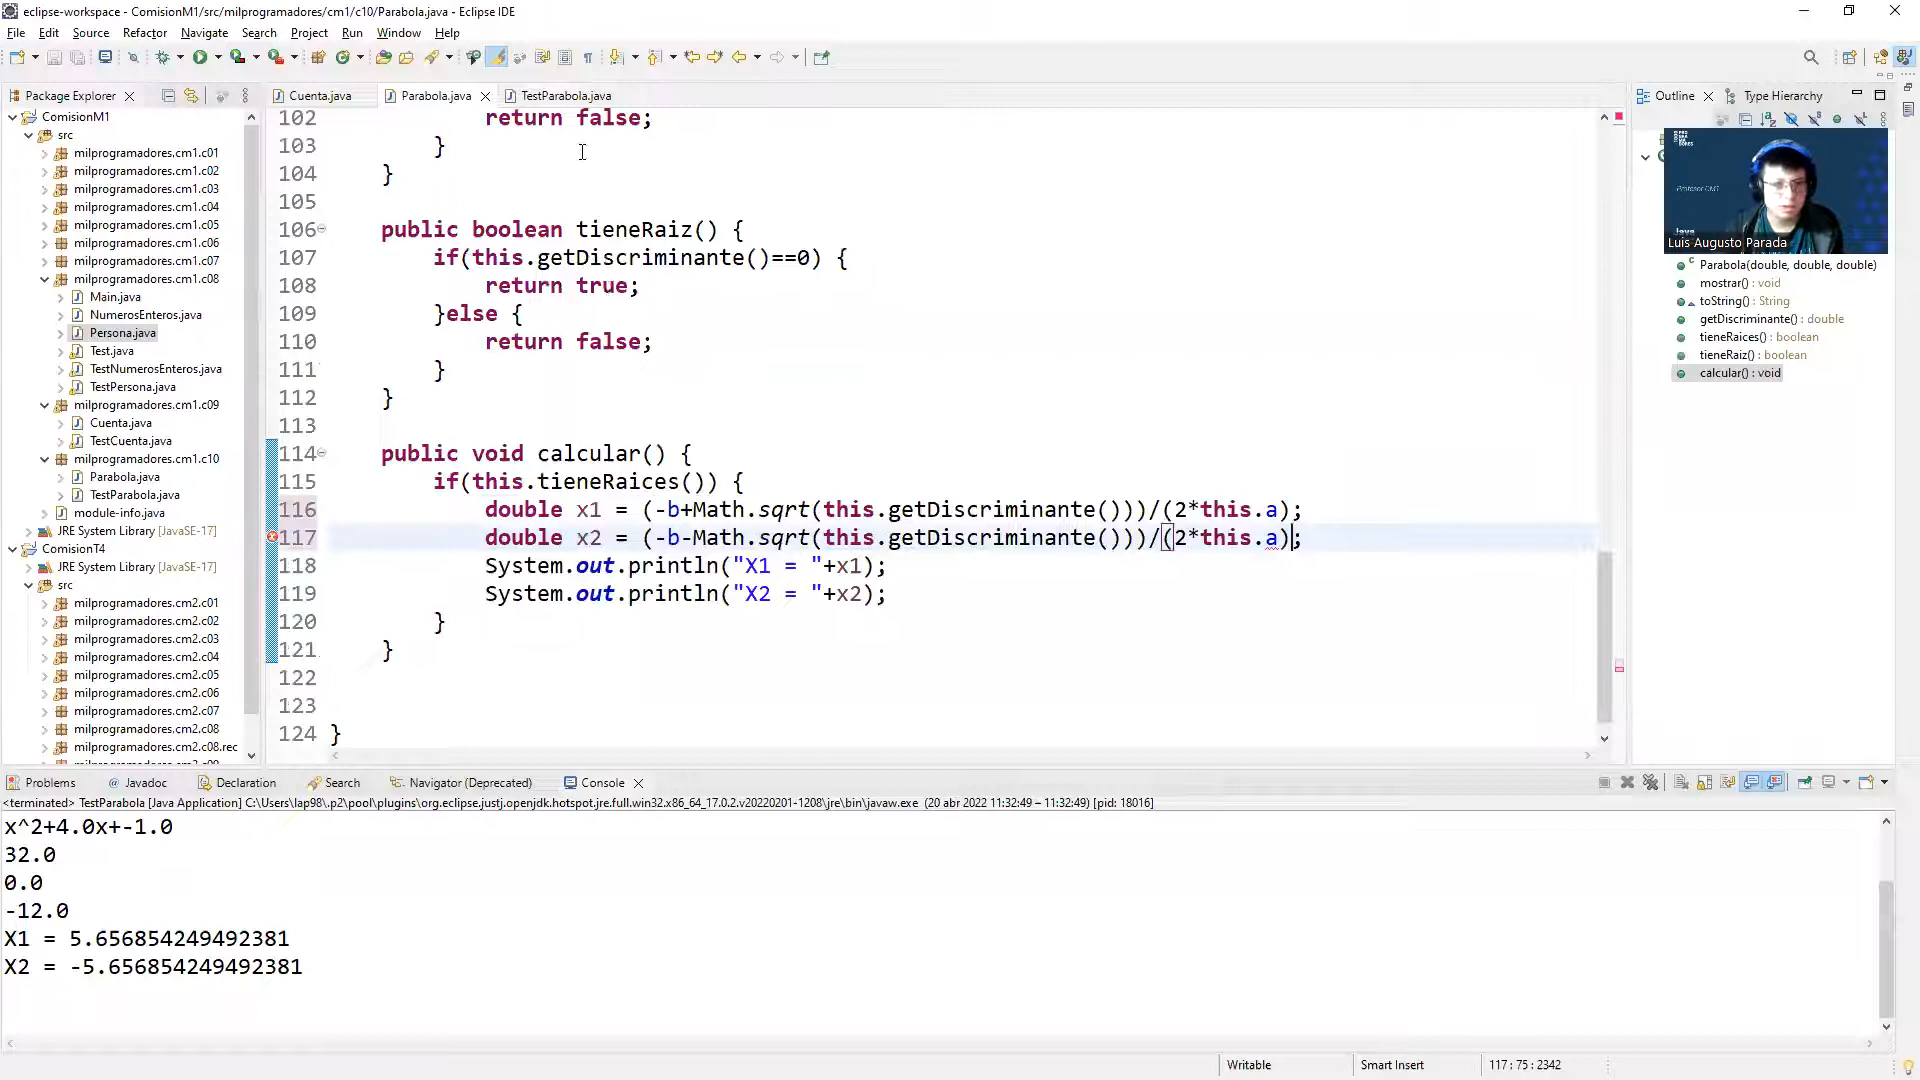 eclipse-workspace - ComisionM1/src/milprogramadores/cm1/c10/Parabola.java - Eclipse IDE
File Edit Source Refactor Navigate Search Project Run Window Help
Package Explorer
Cuenta.java
Parabola.java
TestParabola.java
Outline
Type Hierarchy
ComisionM1
src
milprogramadores.cm1.c01
milprogramadores.cm1.c02
milprogramadores.cm1.c03
milprogramadores.cm1.c04
milprogramadores.cm1.c05
milprogramadores.cm1.c06
milprogramadores.cm1.c07
milprogramadores.cm1.c08
Main.java
NumerosEnteros.java
Persona.java
Test.java
TestNumerosEnteros.java
TestPersona.java
milprogramadores.cm1.c09
Cuenta.java
TestCuenta.java
milprogramadores.cm1.c10
Parabola.java
TestParabola.java
module-info.java
JRE System Library [JavaSE-17]
ComisionT4
JRE System Library [JavaSE-17]
src
milprogramadores.cm2.c01
milprogramadores.cm2.c02
milprogramadores.cm2.c03
milprogramadores.cm2.c04
milprogramadores.cm2.c05
milprogramadores.cm2.c06
milprogramadores.cm2.c07
milprogramadores.cm2.c08
milprogramadores.cm2.c08.rec
102 return false;
103 }
104 }
105
106 public boolean tieneRaiz() {
107 if(this.getDiscriminante()==0) {
108 return true;
109 }else {
110 return false;
111 }
112 }
113
114 public void calcular() {
115 if(this.tieneRaices()) {
116 double x1 = (-b+Math.sqrt(this.getDiscriminante()))/(2*this.a);
117 double x2 = (-b-Math.sqrt(this.getDiscriminante()))/(2*this.a);
118 System.out.println("X1 = "+x1);
119 System.out.println("X2 = "+x2);
120 }
121 }
122
123
124 }
Profesor CM1
Luis Augusto Parada
Parabola(double, double, double)
mostrar() : void
toString() : String
getDiscriminante() : double
tieneRaices() : boolean
tieneRaiz() : boolean
calcular() : void
Problems
Javadoc
Declaration
Search
Navigator (Deprecated)
Console
<terminated> TestParabola [Java Application] C:\Users\lap98\.p2\pool\plugins\org.eclipse.justj.openjdk.hotspot.jre.full.win32.x86_64_17.0.2.v20220201-1208\jre\bin\javaw.exe (20 abr 2022 11:32:49 – 11:32:49) [pid: 18016]
x^2+4.0x+-1.0
32.0
0.0
-12.0
X1 = 5.656854249492381
X2 = -5.656854249492381
Writable
Smart Insert
117 : 75 : 2342